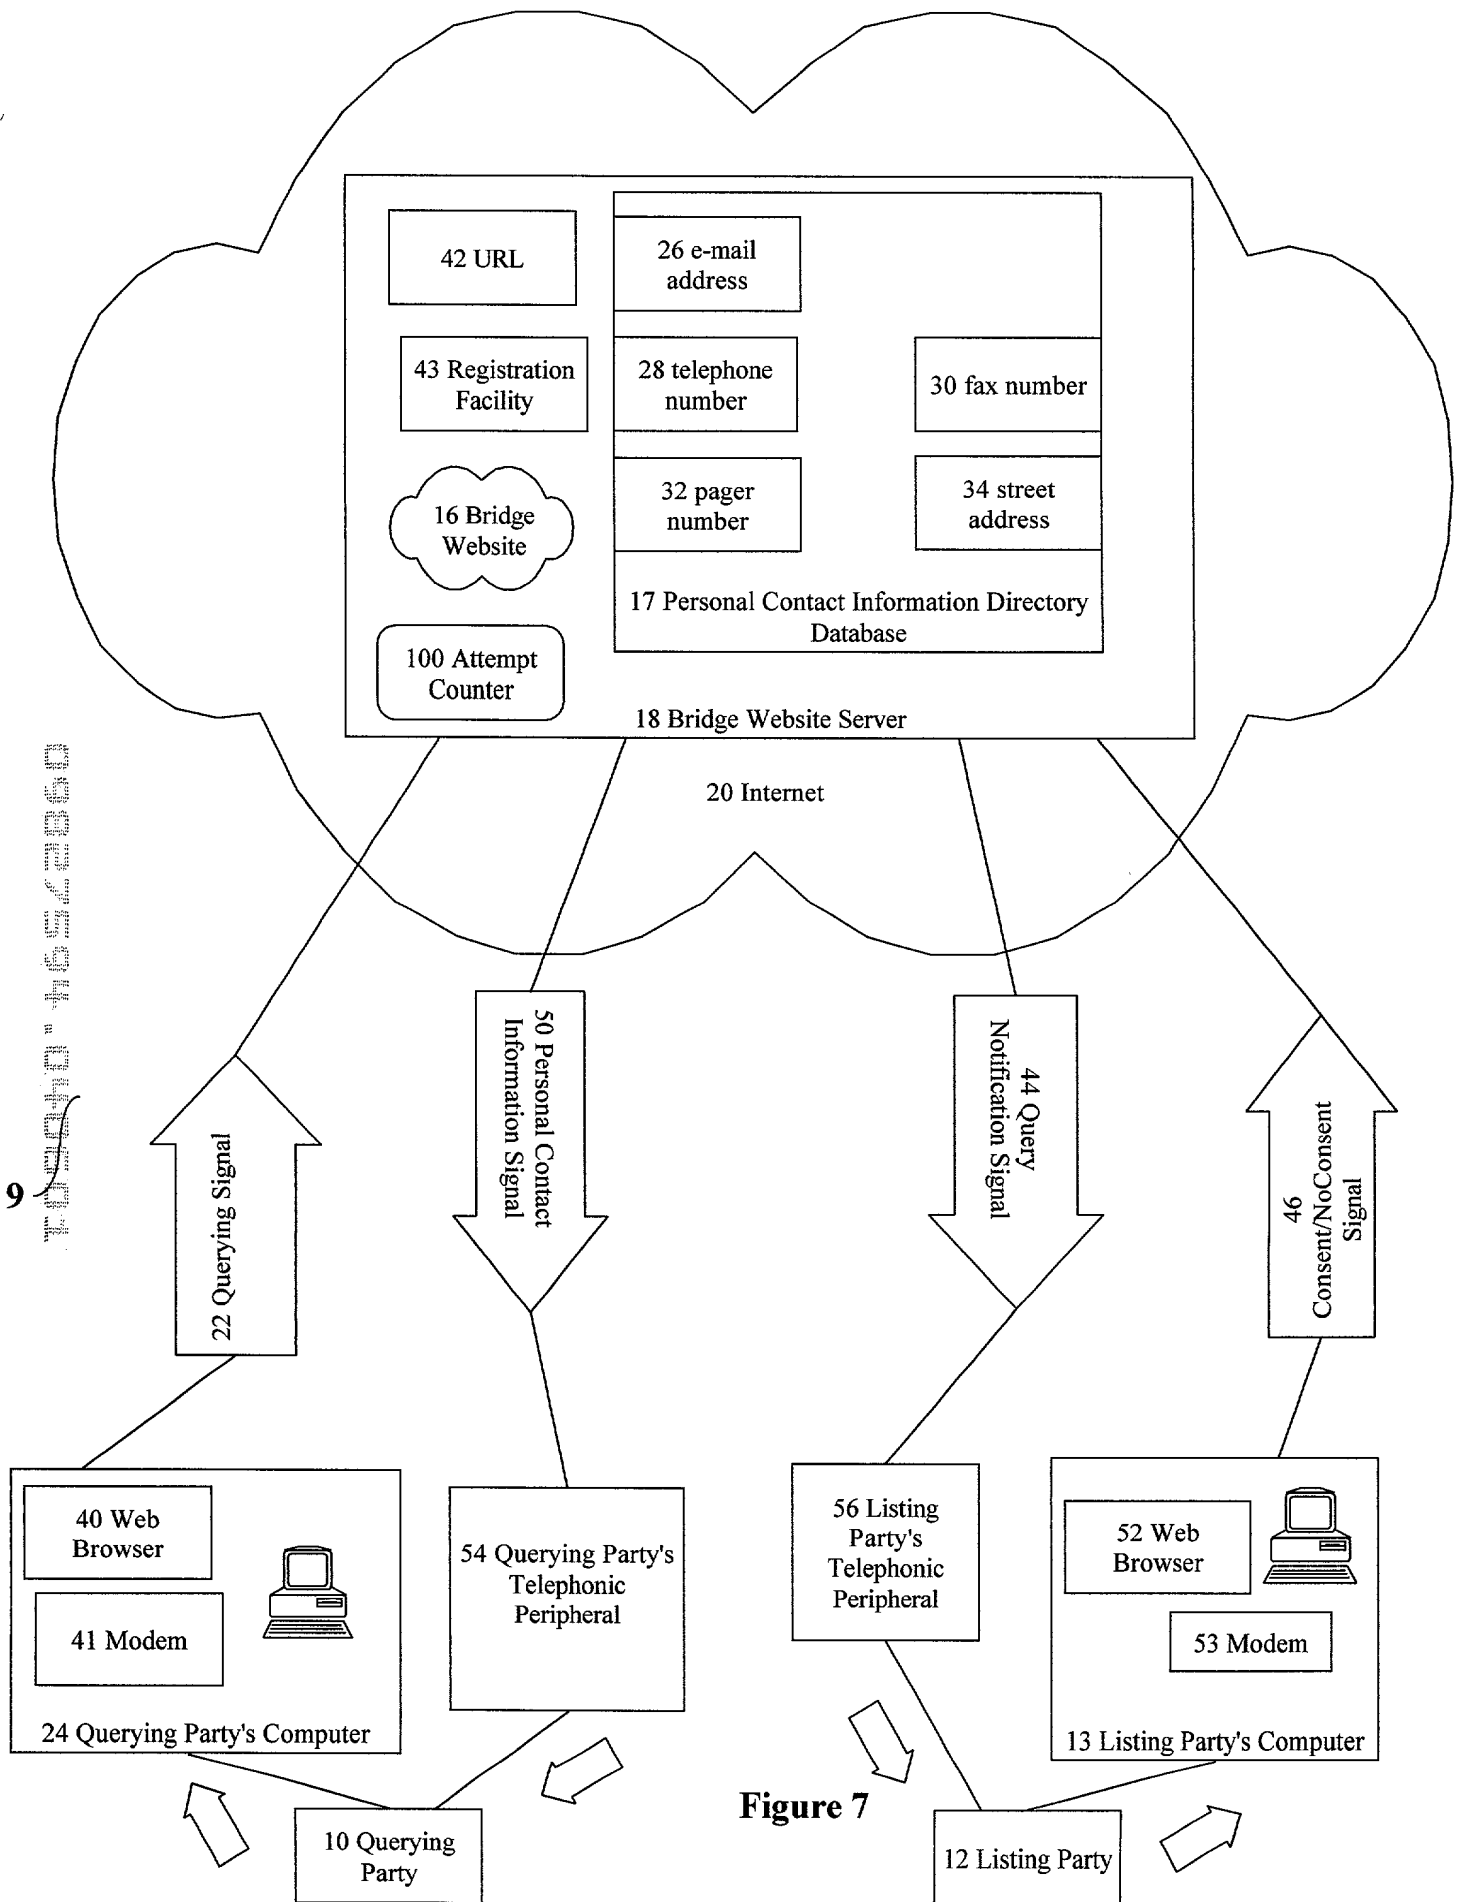 42 URL
26 e-mail
address
43 Registration
Facility
28 telephone
number
30 fax number
16 Bridge
Website
32 pager
number
34 street
address
17 Personal Contact Information Directory
Database
100 Attempt
Counter
18 Bridge Website Server
20 Internet
9
22 Querying Signal
50 Personal Contact
Information Signal
44 Query
Notification Signal
46
Consent/NoConsent
Signal
40 Web
Browser
41 Modem
24 Querying Party's Computer
54 Querying Party's
Telephonic
Peripheral
56 Listing
Party's
Telephonic
Peripheral
52 Web
Browser
53 Modem
13 Listing Party's Computer
10 Querying
Party
Figure 7
12 Listing Party